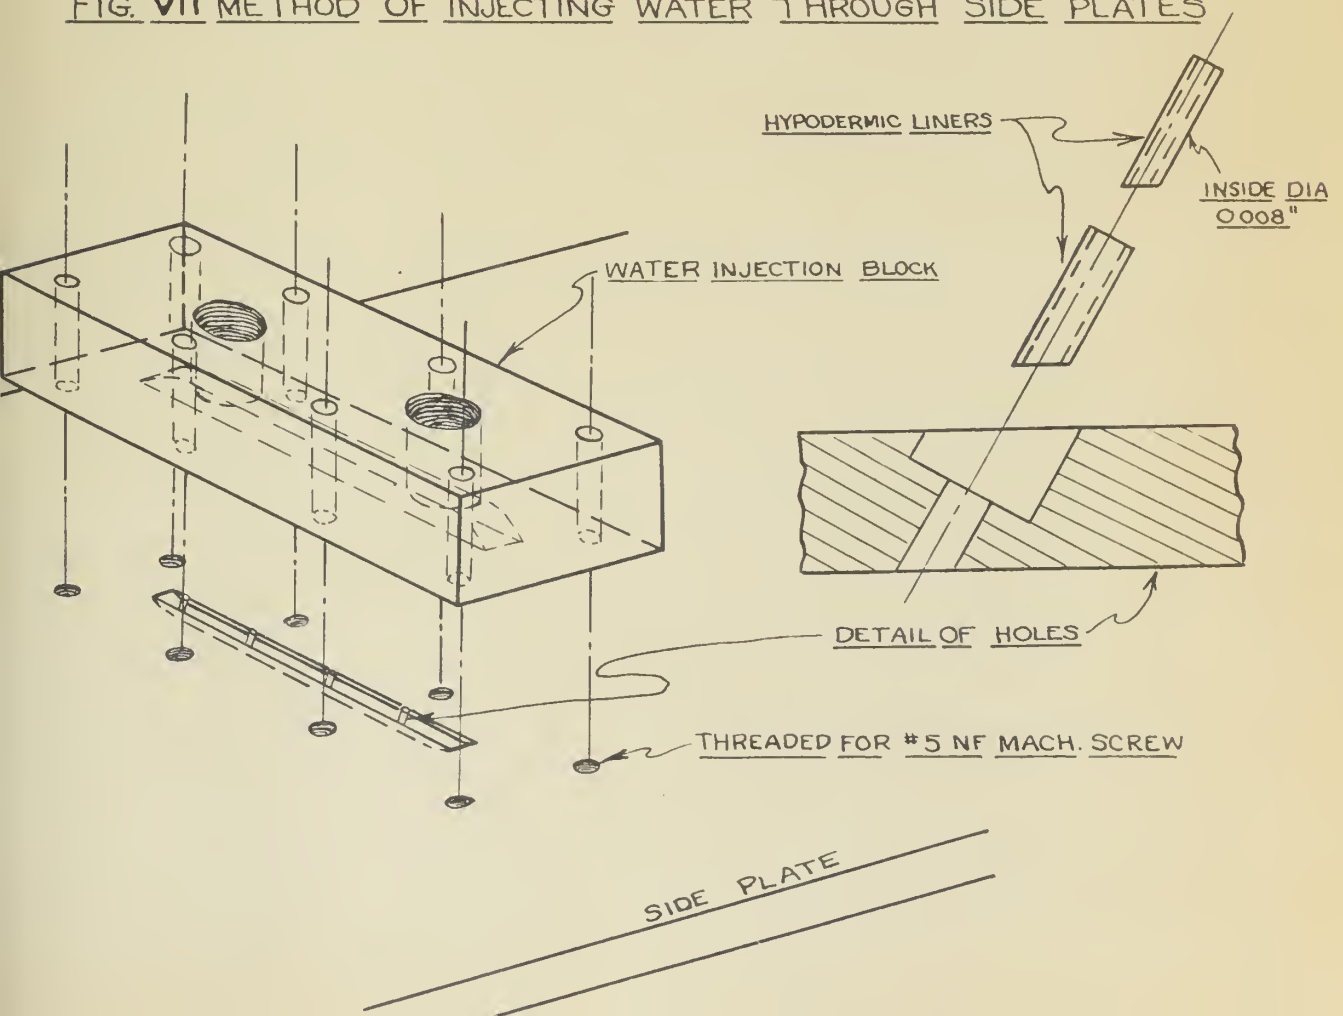 FIG. VII METHOD OF INJECTING WATER THROUGH SIDE PLATES
HYPODERMIC LINERS
INSIDE DIA
0 008"
WATER INJECTION BLOCK
DETAIL OF HOLES
THREADED FOR #5 NF MACH. SCREW
SIDE PLATE